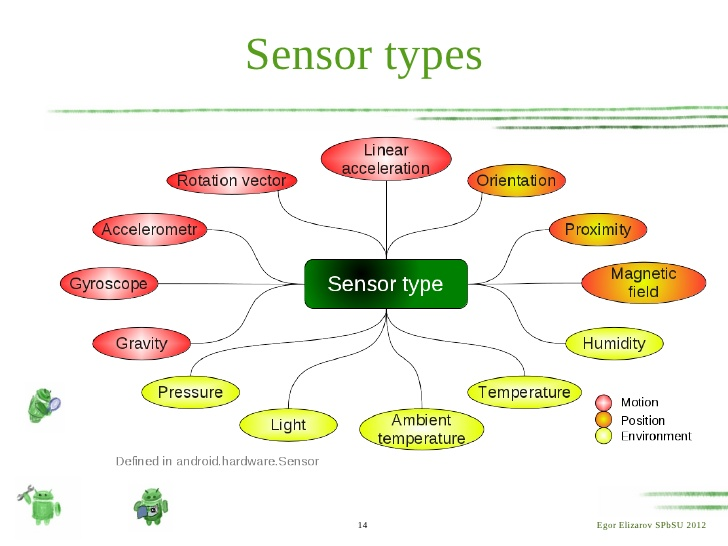 Sensor types
Linear
acceleration
Rotation vector
Orientation
Accelerometr
Proximity
Gyroscope
Sensor type
Magnetic
field
Gravity
Humidity
Pressure
Temperature
Light
Ambient
temperature
Motion
Position
Environment
Defined in android.hardware.Sensor
14
Egor Elizarov SPbSU 2012